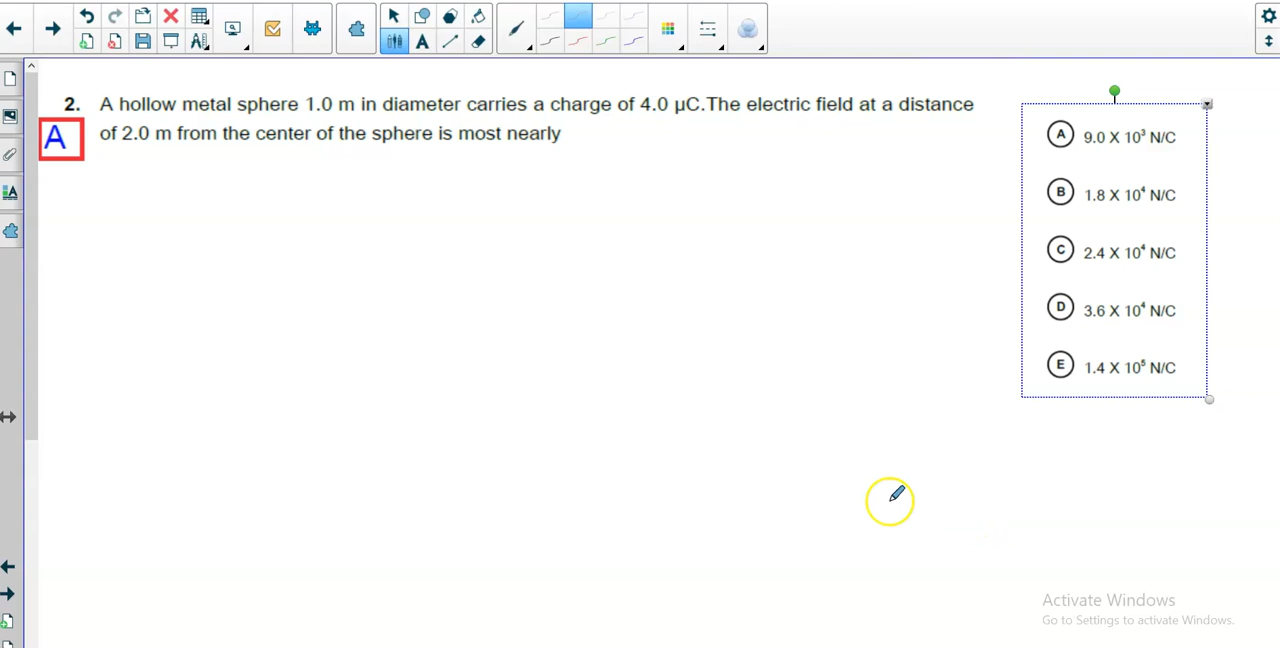 2. A hollow metal sphere 1.0 m in diameter carries a charge of 4.0 µC.The electric field at a distance
of 2.0 m from the center of the sphere is most nearly
A
A 9.0 X 10³ N/C
B 1.8 X 10⁴ N/C
C 2.4 X 10⁴ N/C
D 3.6 X 10⁴ N/C
E 1.4 X 10⁵ N/C
Activate Windows
Go to Settings to activate Windows.